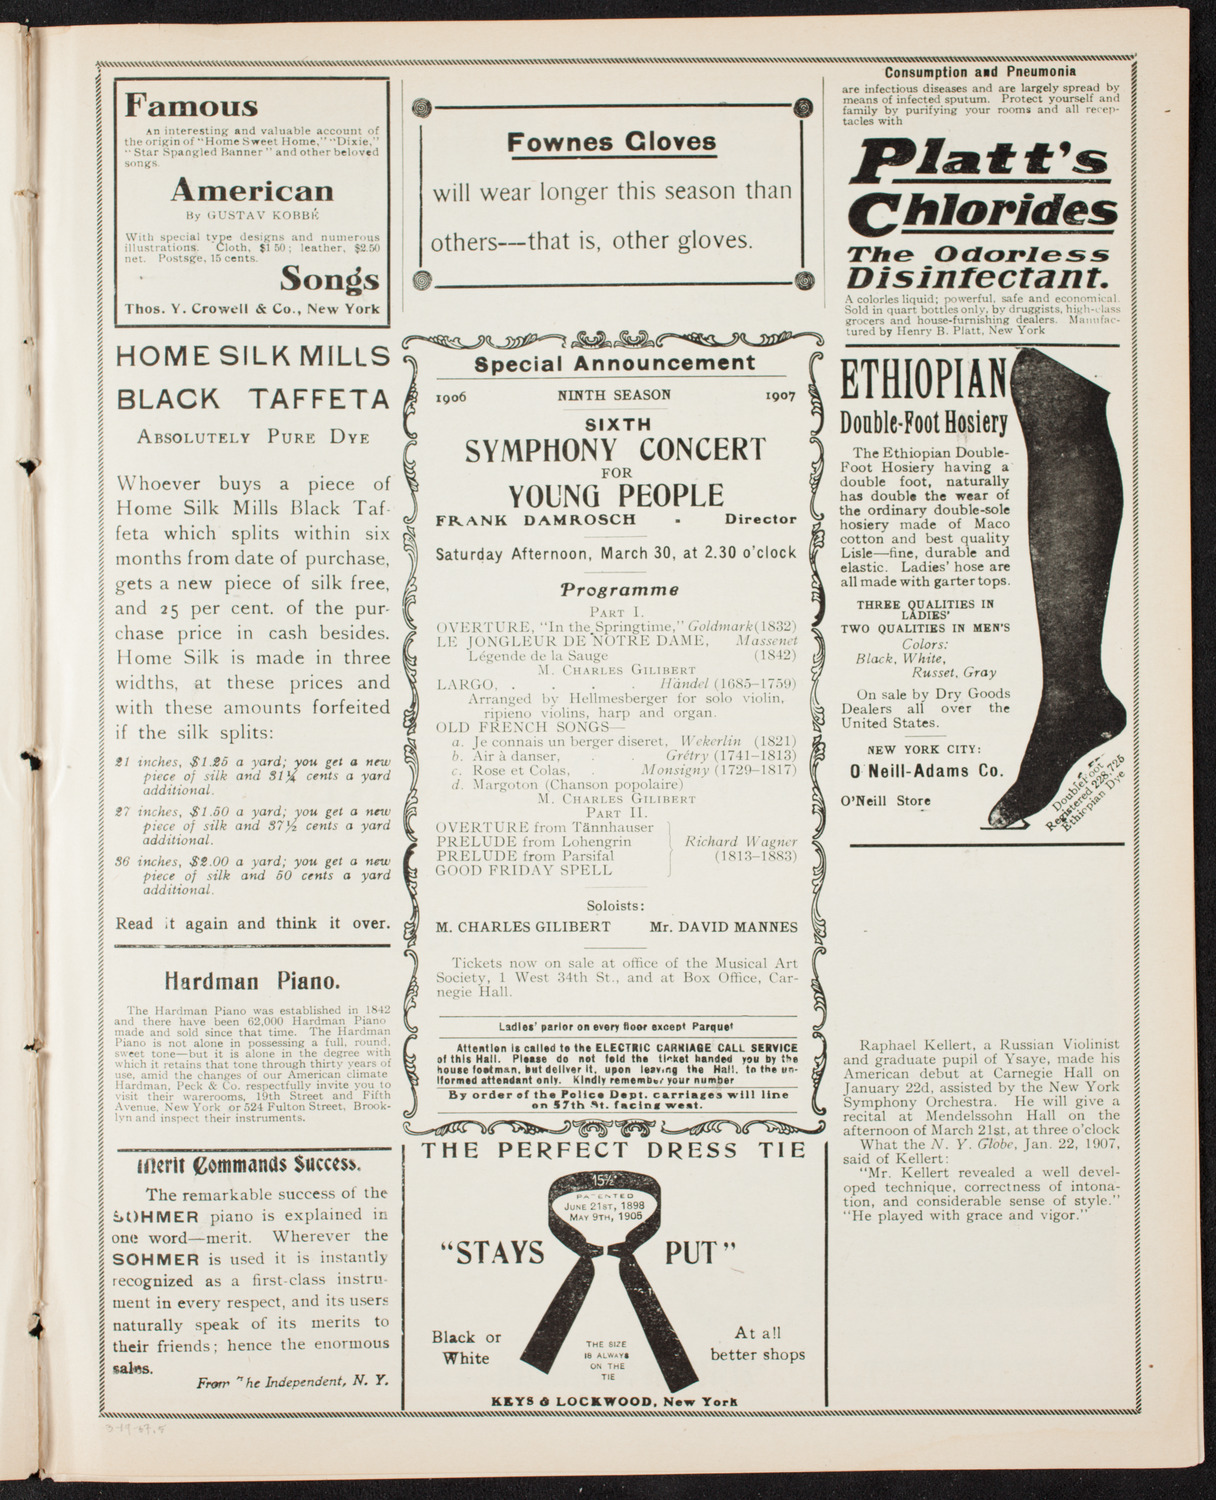 Famous
An interesting and valuable account of
the origin of "Home Sweet Home," "Dixie,"
"Star Spangled Banner" and other beloved
songs.
American
By GUSTAV KOBBÉ
With special type designs and numerous
illustrations. Cloth, $1 50; leather, $2.50
net. Postsge, 15 cents.
Songs
Thos. Y. Crowell & Co., New York
HOME SILK MILLS
BLACK TAFFETA
ABSOLUTELY PURE DYE
Whoever buys a piece of
Home Silk Mills Black Taf-
feta which splits within six
months from date of purchase,
gets a new piece of silk free,
and 25 per cent. of the pur-
chase price in cash besides.
Home Silk is made in three
widths, at these prices and
with these amounts forfeited
if the silk splits:
21 inches, $1.25 a yard; you get a new
piece of silk and 31¼ cents a yard
additional.
27 inches, $1.50 a yard; you get a new
piece of silk and 37½ cents a yard
additional.
36 inches, $2.00 a yard; you get a new
piece of silk and 50 cents a yard
additional.
Read it again and think it over.
Hardman Piano.
The Hardman Piano was established in 1842
and there have been 62,000 Hardman Piano
made and sold since that time. The Hardman
Piano is not alone in possessing a full, round,
sweet tone—but it is alone in the degree with
which it retains that tone through thirty years of
use, amid the changes of our American climate
Hardman, Peck & Co. respectfully invite you to
visit their warerooms, 19th Street and Fifth
Avenue, New York or 524 Fulton Street, Brook-
lyn and inspect their instruments.
Merit Commands Success.
The remarkable success of the
SOHMER piano is explained in
one word—merit. Wherever the
SOHMER is used it is instantly
recognized as a first-class instru-
ment in every respect, and its users
naturally speak of its merits to
their friends; hence the enormous
sales.
From The Independent, N. Y.
Fownes Gloves
will wear longer this season than
others---that is, other gloves.
Special Announcement
1906 NINTH SEASON 1907
SIXTH
SYMPHONY CONCERT
FOR
YOUNG PEOPLE
FRANK DAMROSCH - Director
Saturday Afternoon, March 30, at 2.30 o'clock
Programme
PART I.
OVERTURE, "In the Springtime," Goldmark (1832)
LE JONGLEUR DE NOTRE DAME, Massenet
Légende de la Sauge (1842)
M. CHARLES GILIBERT
LARGO, . . . . Händel (1685-1759)
Arranged by Hellmesberger for solo violin,
ripieno violins, harp and organ.
OLD FRENCH SONGS—
a. Je connais un berger diseret, Wekerlin (1821)
b. Air à danser, . . Grétry (1741-1813)
c. Rose et Colas, . Monsigny (1729-1817)
d. Margoton (Chanson populaire)
M. CHARLES GILIBERT
PART II.
OVERTURE from Tännhauser
PRELUDE from Lohengrin Richard Wagner
PRELUDE from Parsifal (1813-1883)
GOOD FRIDAY SPELL
Soloists:
M. CHARLES GILIBERT Mr. DAVID MANNES
Tickets now on sale at office of the Musical Art
Society, 1 West 34th St., and at Box Office, Car-
negie Hall.
Ladies' parlor on every floor except Parquet
Attention is called to the ELECTRIC CARRIAGE CALL SERVICE
of this Hall. Please do not fold the ticket handed you by the
house footman, but deliver it, upon leaving the Hall, to the un-
iformed attendant only. Kindly remember your number
By order of the Police Dept. carriages will line
on 57th St. facing west.
THE PERFECT DRESS TIE
15½
PATENTED
JUNE 21ST, 1898
MAY 9TH, 1905
"STAYS PUT"
Black or
White
THE SIZE
IS ALWAYS
ON THE
TIE
At all
better shops
KEYS & LOCKWOOD, New York
Consumption and Pneumonia
are infectious diseases and are largely spread by
means of infected sputum. Protect yourself and
family by purifying your rooms and all recep-
tacles with
Platt's
Chlorides
The Odorless
Disinfectant.
A colorles liquid; powerful, safe and economical.
Sold in quart bottles only, by druggists, high-class
grocers and house-furnishing dealers. Manufac-
tured by Henry B. Platt, New York
ETHIOPIAN
Double-Foot Hosiery
The Ethiopian Double-
Foot Hosiery having a
double foot, naturally
has double the wear of
the ordinary double-sole
hosiery made of Maco
cotton and best quality
Lisle—fine, durable and
elastic. Ladies' hose are
all made with garter tops.
THREE QUALITIES IN
LADIES'
TWO QUALITIES IN MEN'S
Colors:
Black, White,
Russet, Gray
On sale by Dry Goods
Dealers all over the
United States.
NEW YORK CITY:
O'Neill-Adams Co.
O'Neill Store
DoubleFoot
Registered 228,725
Ethiopian Dye
Raphael Kellert, a Russian Violinist
and graduate pupil of Ysaye, made his
American debut at Carnegie Hall on
January 22d, assisted by the New York
Symphony Orchestra. He will give a
recital at Mendelssohn Hall on the
afternoon of March 21st, at three o'clock
What the N. Y. Globe, Jan. 22, 1907,
said of Kellert:
"Mr. Kellert revealed a well devel-
oped technique, correctness of intona-
tion, and considerable sense of style."
"He played with grace and vigor."
3-19-07.5